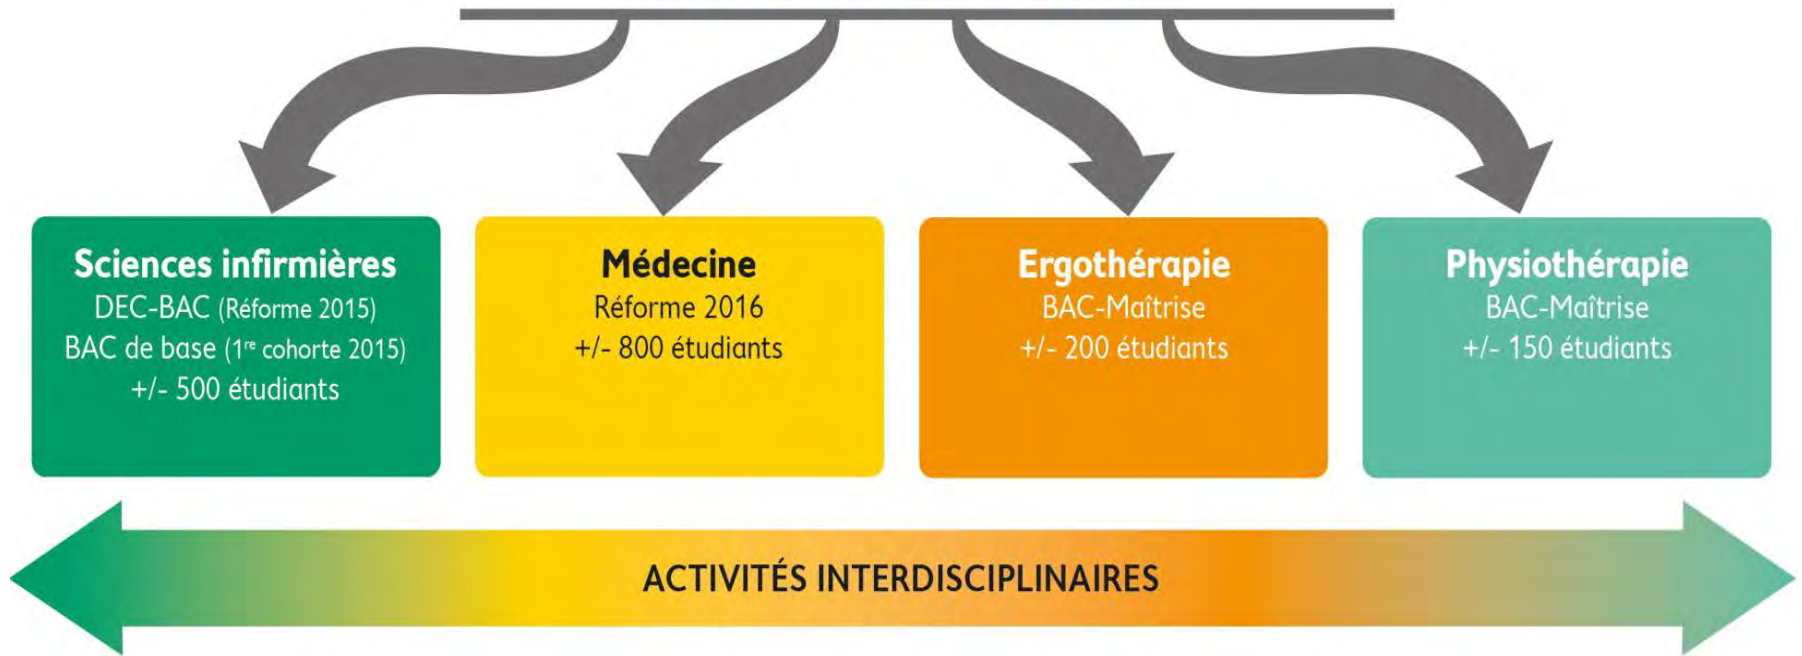 Sciences infirmières
DEC-BAC (Réforme 2015)
BAC de base (1re cohorte 2015)
+/- 500 étudiants
Médecine
Réforme 2016
+/- 800 étudiants
Ergothérapie
BAC-Maîtrise
+/- 200 étudiants
Physiothérapie
BAC-Maîtrise
+/- 150 étudiants
ACTIVITÉS INTERDISCIPLINAIRES